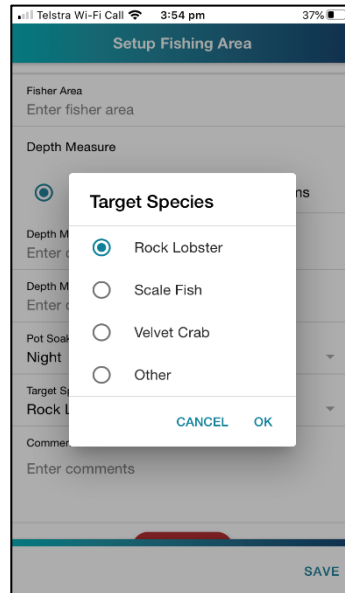 Telstra Wi-Fi Call 3:54 pm 37%
Setup Fishing Area
Fisher Area
Enter fisher area
Depth Measure
Target Species
Rock Lobster
Scale Fish
Velvet Crab
Other
CANCEL OK
Depth M
Enter
Depth M
Enter
Pot Soak
Night
Target Sp
Rock L
Commen
Enter comments
SAVE